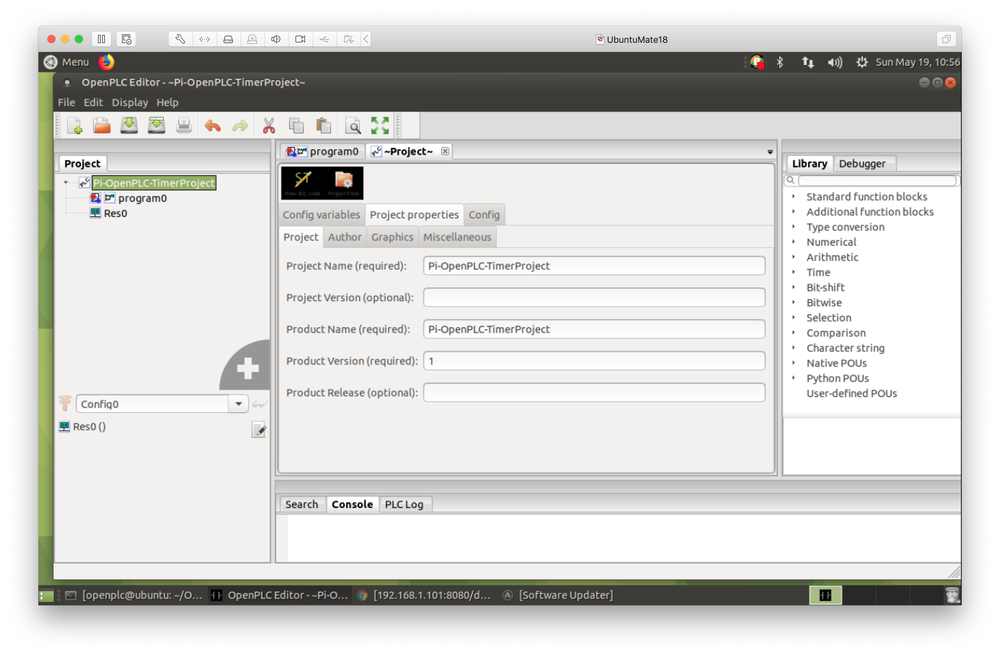 UbuntuMate18
Menu
Sun May 19, 10:56
OpenPLC Editor - ~Pi-OpenPLC-TimerProject~
File Edit Display Help
Project
Pi-OpenPLC-TimerProject
program0
Res0
Config0
Res0 ()
program0 ~Project~
Raw IEC code Project Files
Config variables Project properties Config
Project Author Graphics Miscellaneous
Project Name (required): Pi-OpenPLC-TimerProject
Project Version (optional):
Product Name (required): Pi-OpenPLC-TimerProject
Product Version (required): 1
Product Release (optional):
Library Debugger
Standard function blocks
Additional function blocks
Type conversion
Numerical
Arithmetic
Time
Bit-shift
Bitwise
Selection
Comparison
Character string
Native POUs
Python POUs
User-defined POUs
Search Console PLC Log
[openplc@ubuntu: ~/O... OpenPLC Editor - ~Pi-O... [192.168.1.101:8080/d... [Software Updater]